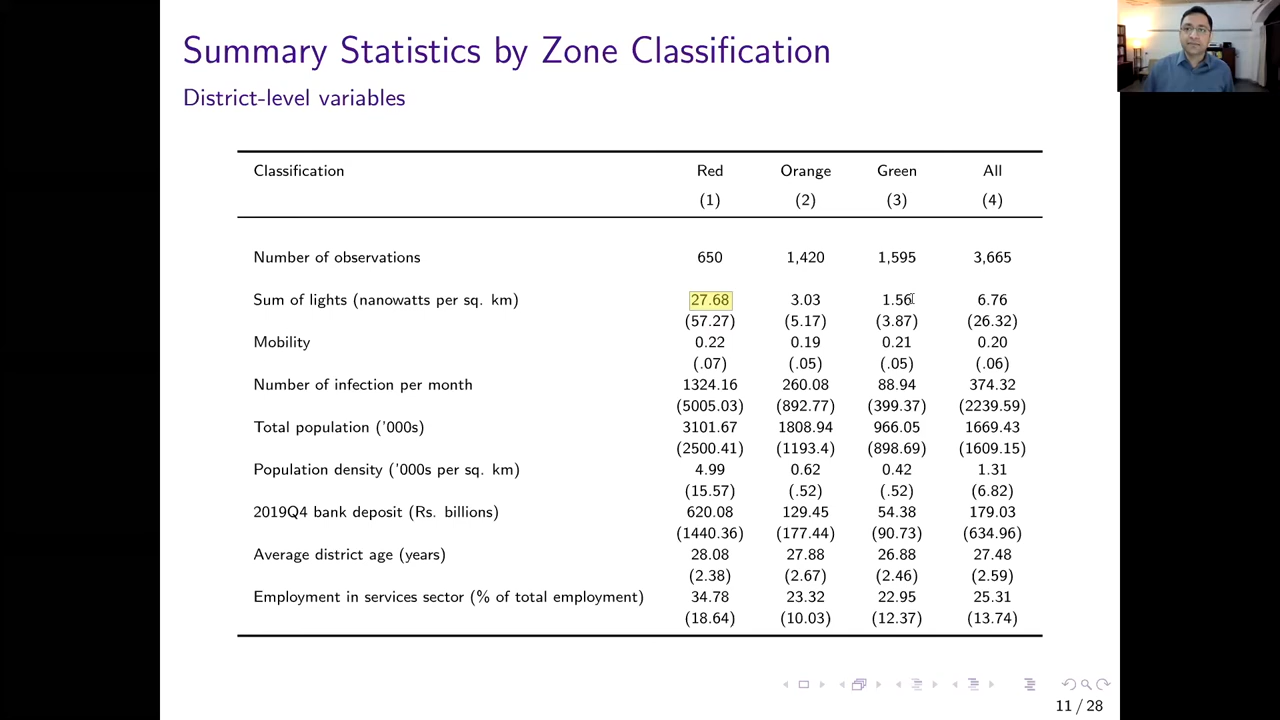 Summary Statistics by Zone Classification
District-level variables
Classification Red Orange Green All
(1) (2) (3) (4)
Number of observations 650 1,420 1,595 3,665
Sum of lights (nanowatts per sq. km) 27.68 3.03 1.56 6.76
(57.27) (5.17) (3.87) (26.32)
Mobility 0.22 0.19 0.21 0.20
(.07) (.05) (.05) (.06)
Number of infection per month 1324.16 260.08 88.94 374.32
(5005.03) (892.77) (399.37) (2239.59)
Total population ('000s) 3101.67 1808.94 966.05 1669.43
(2500.41) (1193.4) (898.69) (1609.15)
Population density ('000s per sq. km) 4.99 0.62 0.42 1.31
(15.57) (.52) (.52) (6.82)
2019Q4 bank deposit (Rs. billions) 620.08 129.45 54.38 179.03
(1440.36) (177.44) (90.73) (634.96)
Average district age (years) 28.08 27.88 26.88 27.48
(2.38) (2.67) (2.46) (2.59)
Employment in services sector (% of total employment) 34.78 23.32 22.95 25.31
(18.64) (10.03) (12.37) (13.74)
11 / 28